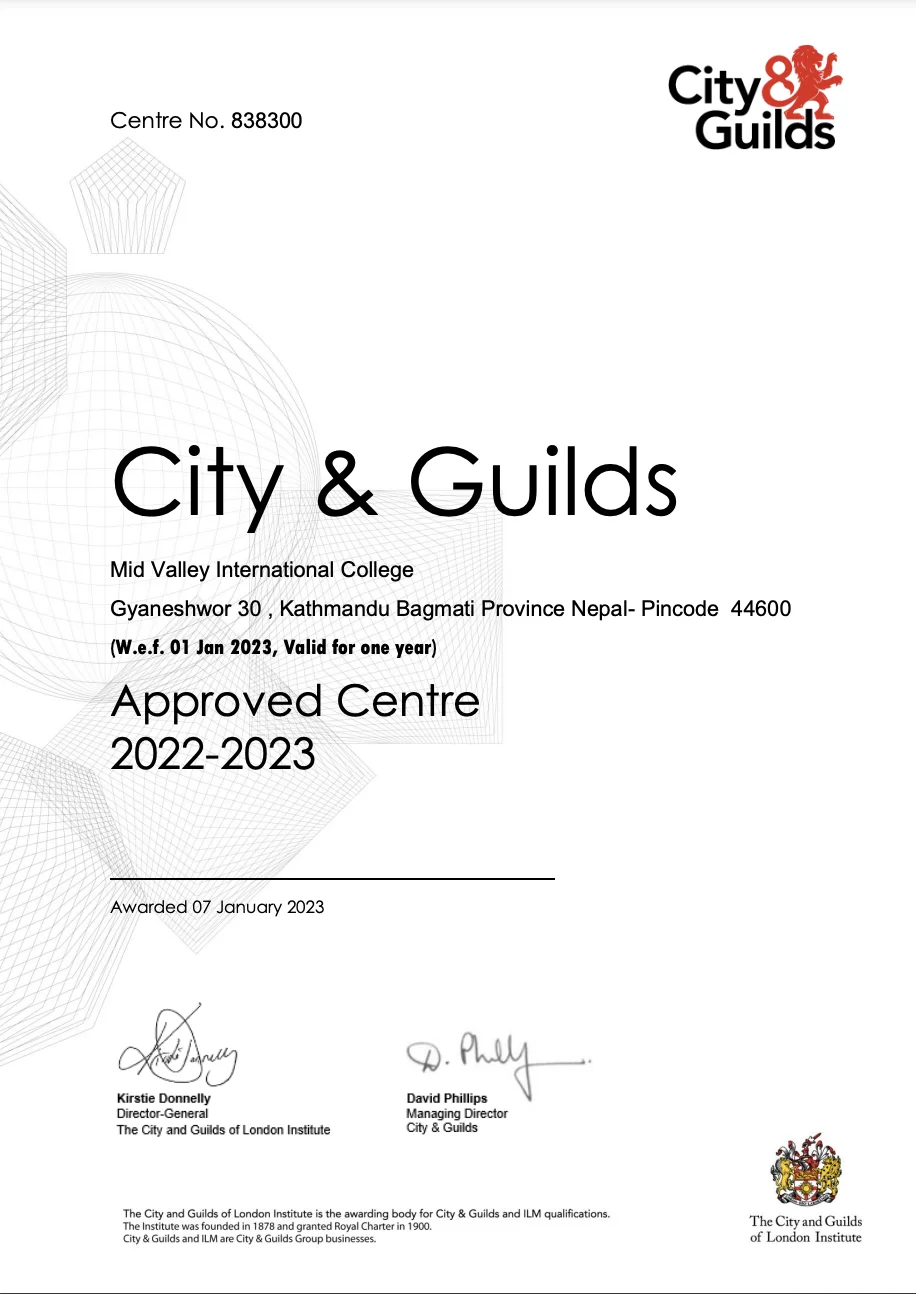 Centre No. 838300
City &
Guilds
City & Guilds
Mid Valley International College
Gyaneshwor 30 , Kathmandu Bagmati Province Nepal- Pincode 44600
(W.e.f. 01 Jan 2023, Valid for one year)
Approved Centre
2022-2023
Awarded 07 January 2023
Kirstie Donnelly
D. Philly
Kirstie Donnelly
Director-General
The City and Guilds of London Institute
David Phillips
Managing Director
City & Guilds
The City and Guilds of London Institute is the awarding body for City & Guilds and ILM qualifications.
The Institute was founded in 1878 and granted Royal Charter in 1900.
City & Guilds and ILM are City & Guilds Group businesses.
The City and Guilds
of London Institute